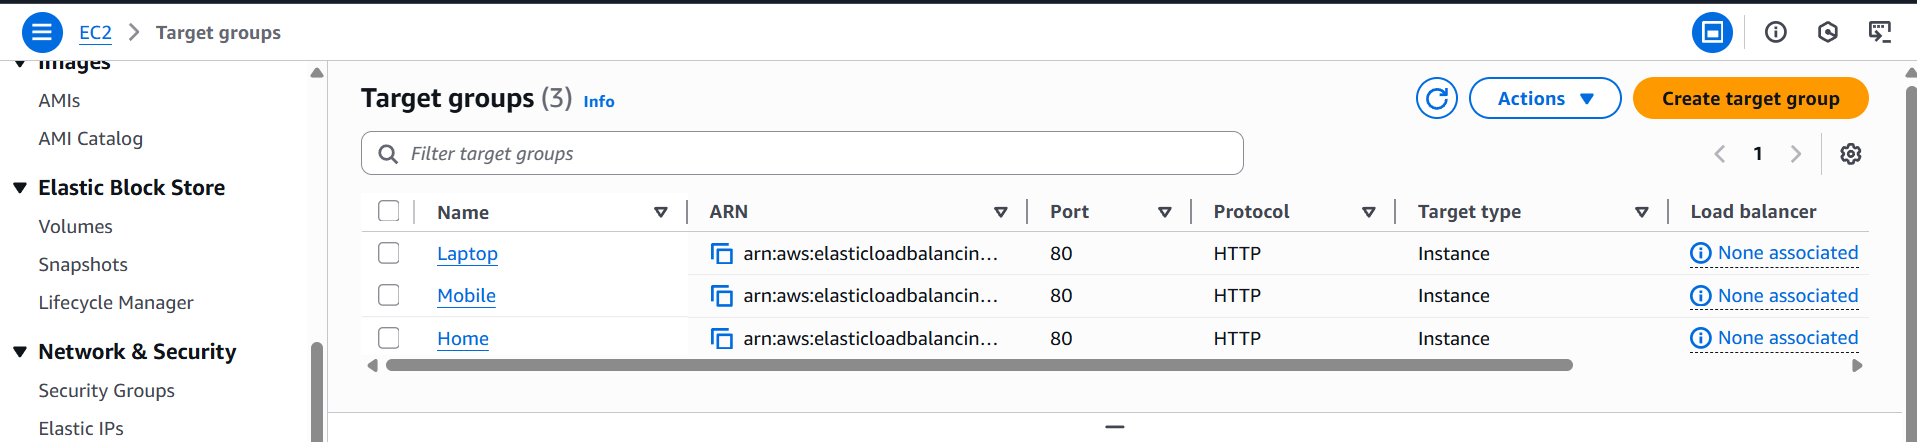 EC2 > Target groups
Images
AMIs
AMI Catalog
Elastic Block Store
Volumes
Snapshots
Lifecycle Manager
Network & Security
Security Groups
Elastic IPs
Target groups (3) Info
Actions
Create target group
Filter target groups
1
Name ARN Port Protocol Target type Load balancer
Laptop arn:aws:elasticloadbalancin... 80 HTTP Instance None associated
Mobile arn:aws:elasticloadbalancin... 80 HTTP Instance None associated
Home arn:aws:elasticloadbalancin... 80 HTTP Instance None associated